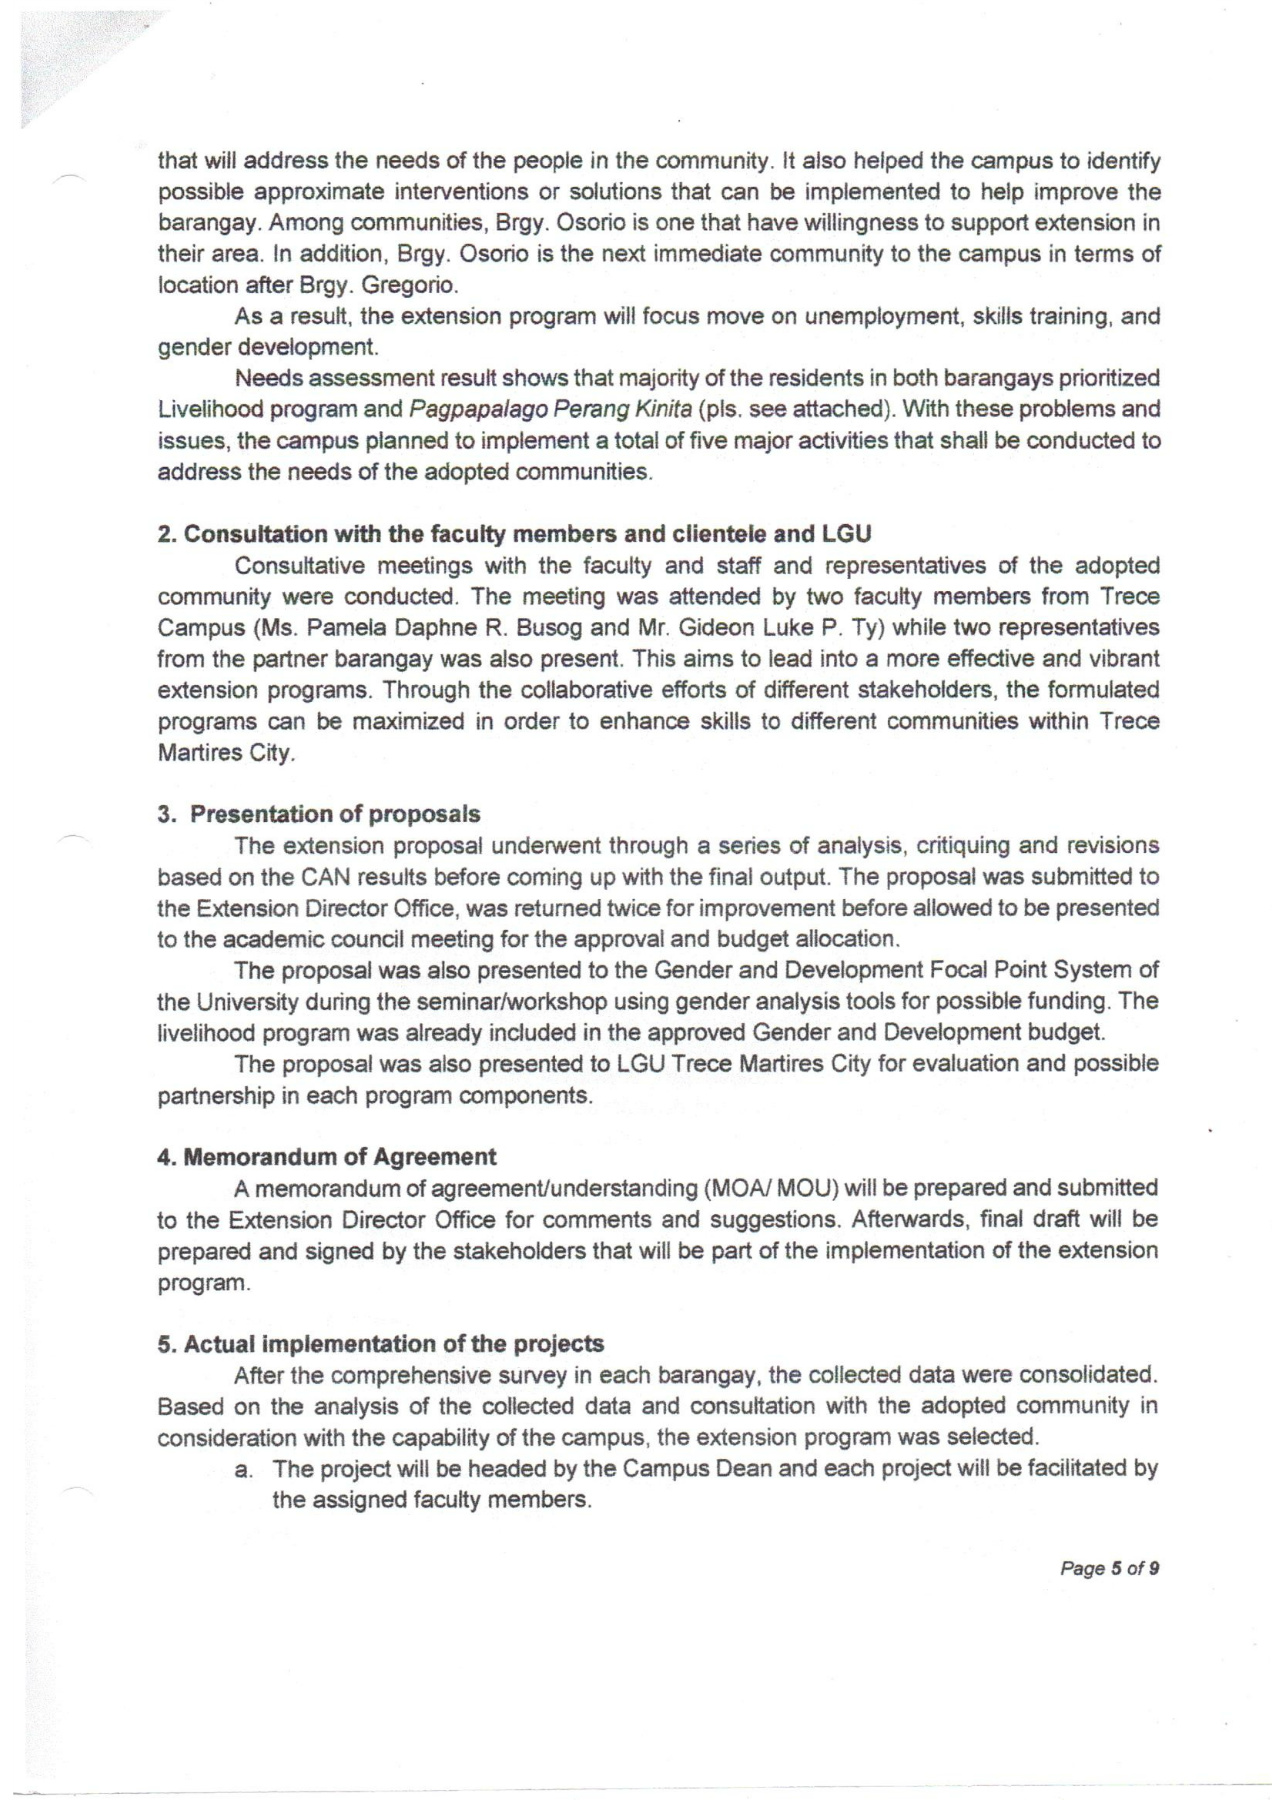 that will address the needs of the people in the community. It also helped the campus to identify
possible approximate interventions or solutions that can be implemented to help improve the
barangay. Among communities, Brgy. Osorio is one that have willingness to support extension in
their area. In addition, Brgy. Osorio is the next immediate community to the campus in terms of
location after Brgy. Gregorio.
As a result, the extension program will focus move on unemployment, skills training, and
gender development.
Needs assessment result shows that majority of the residents in both barangays prioritized
Livelihood program and Pagpapalago Perang Kinita (pls. see attached). With these problems and
issues, the campus planned to implement a total of five major activities that shall be conducted to
address the needs of the adopted communities.
2. Consultation with the faculty members and clientele and LGU
Consultative meetings with the faculty and staff and representatives of the adopted
community were conducted. The meeting was attended by two faculty members from Trece
Campus (Ms. Pamela Daphne R. Busog and Mr. Gideon Luke P. Ty) while two representatives
from the partner barangay was also present. This aims to lead into a more effective and vibrant
extension programs. Through the collaborative efforts of different stakeholders, the formulated
programs can be maximized in order to enhance skills to different communities within Trece
Martires City.
3. Presentation of proposals
The extension proposal underwent through a series of analysis, critiquing and revisions
based on the CAN results before coming up with the final output. The proposal was submitted to
the Extension Director Office, was returned twice for improvement before allowed to be presented
to the academic council meeting for the approval and budget allocation.
The proposal was also presented to the Gender and Development Focal Point System of
the University during the seminar/workshop using gender analysis tools for possible funding. The
livelihood program was already included in the approved Gender and Development budget.
The proposal was also presented to LGU Trece Martires City for evaluation and possible
partnership in each program components.
4. Memorandum of Agreement
A memorandum of agreement/understanding (MOA/ MOU) will be prepared and submitted
to the Extension Director Office for comments and suggestions. Afterwards, final draft will be
prepared and signed by the stakeholders that will be part of the implementation of the extension
program.
5. Actual implementation of the projects
After the comprehensive survey in each barangay, the collected data were consolidated.
Based on the analysis of the collected data and consultation with the adopted community in
consideration with the capability of the campus, the extension program was selected.
a. The project will be headed by the Campus Dean and each project will be facilitated by
the assigned faculty members.
Page 5 of 9